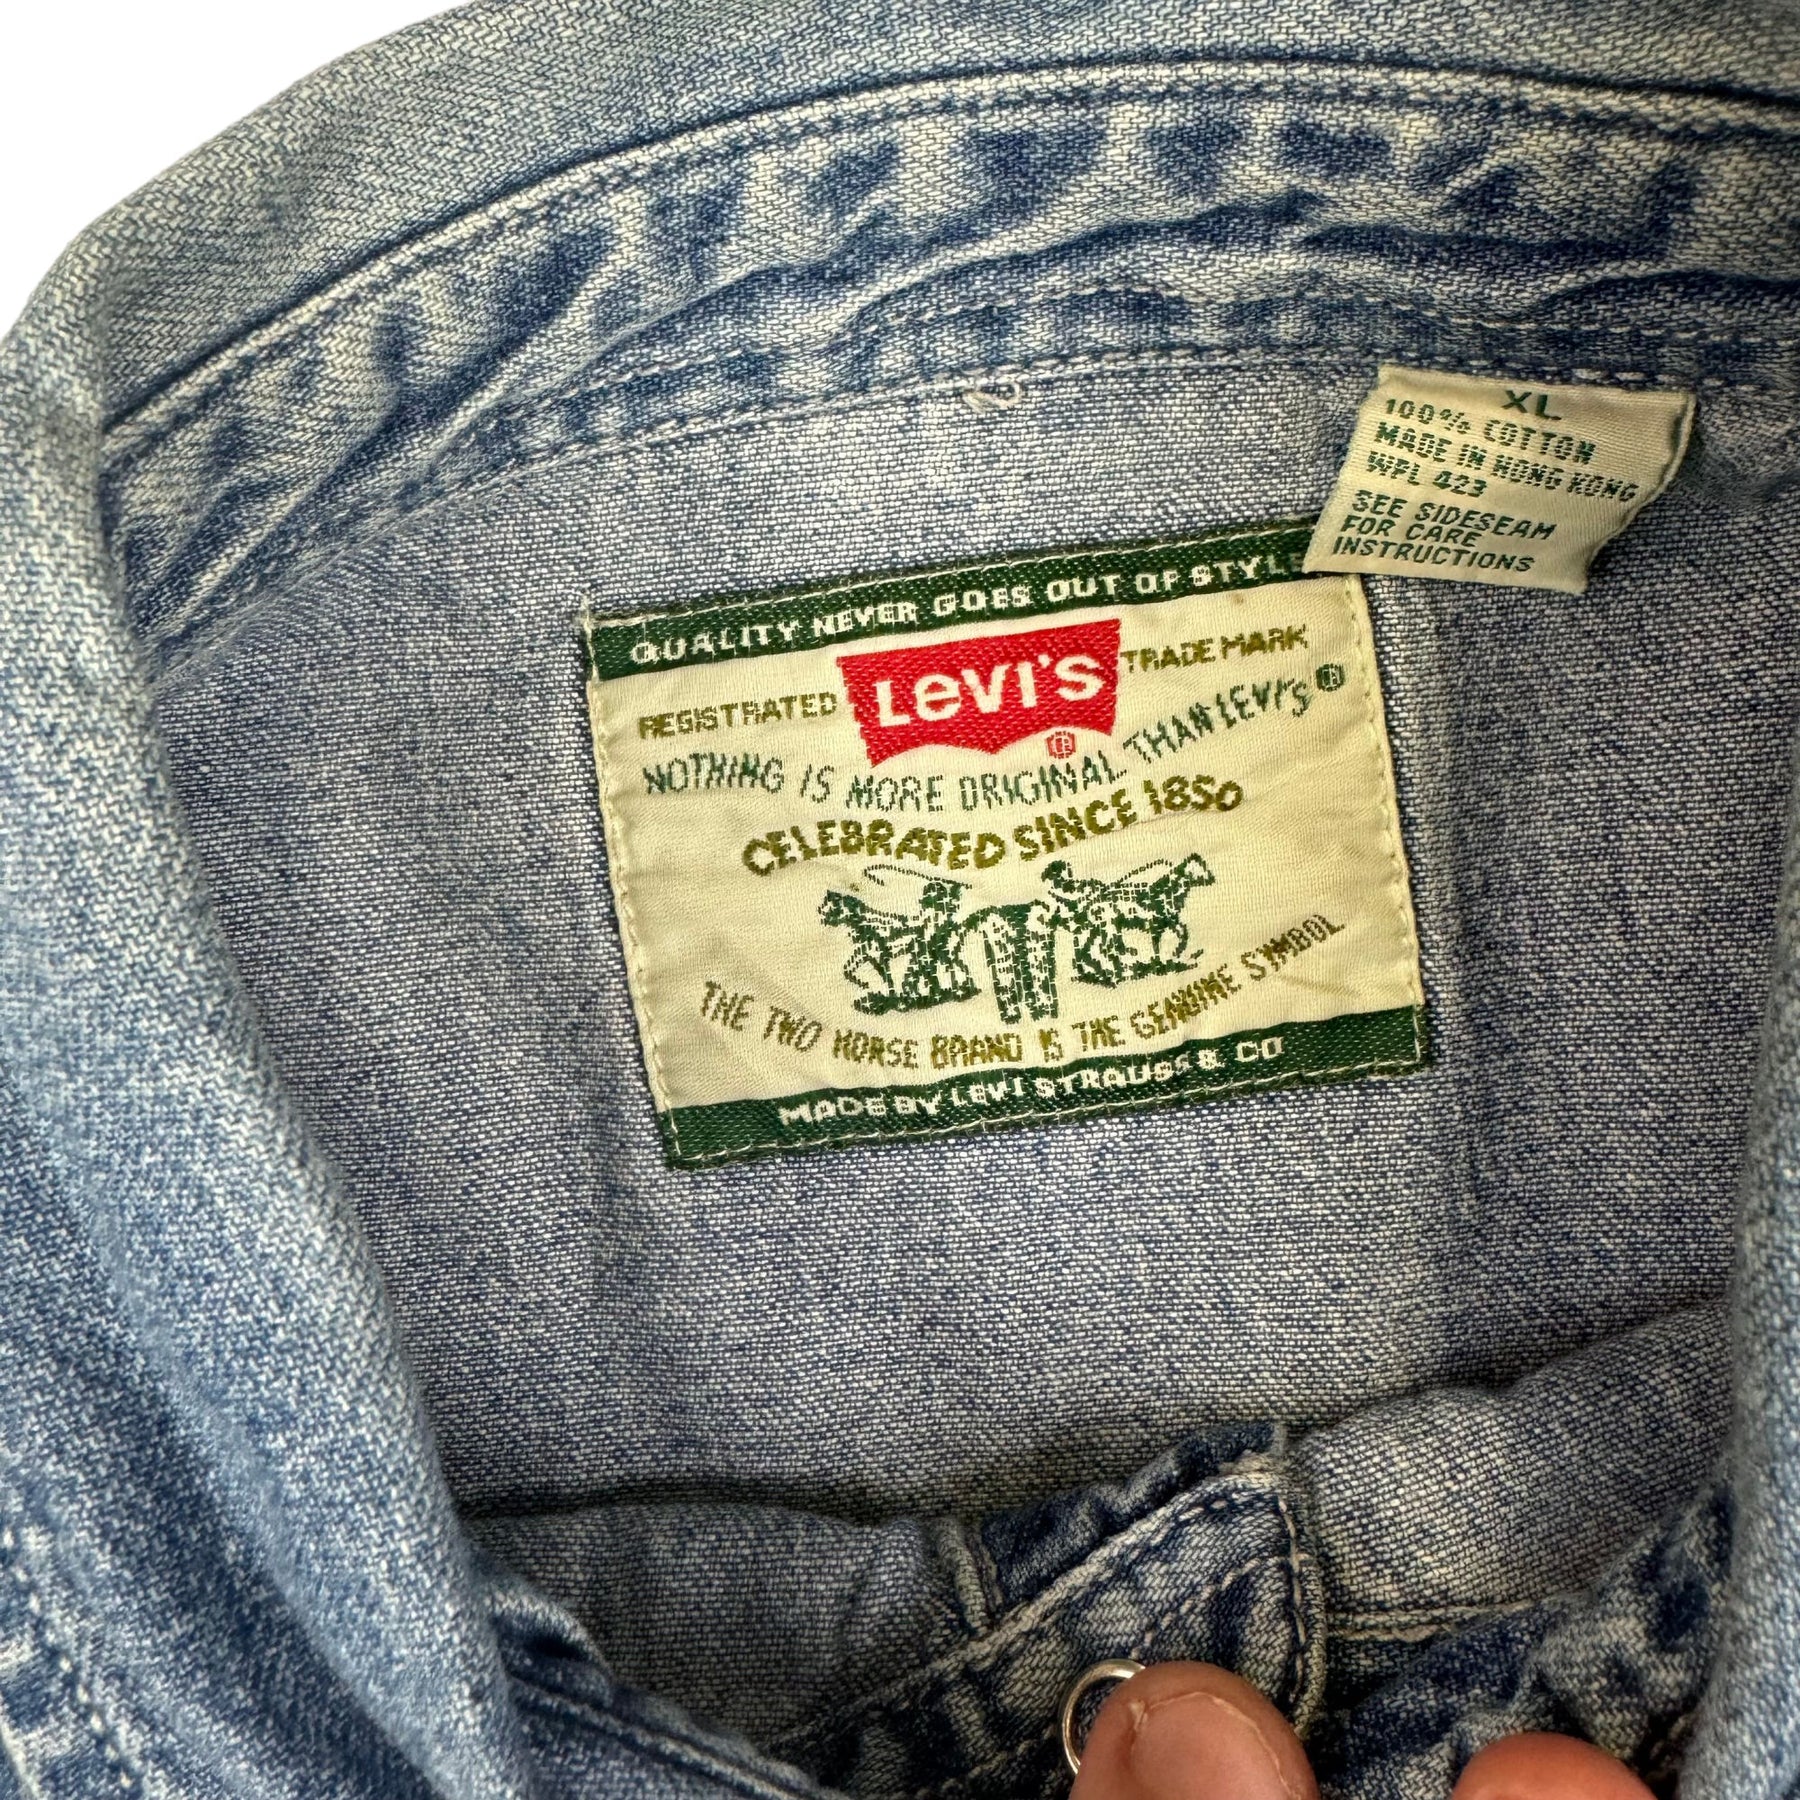 XL
100% COTTON
MADE IN HONG KONG
WPL 423
SEE SIDESEAM
FOR CARE
INSTRUCTIONS
QUALITY NEVER GOES OUT OF STYLE
REGISTRATED LEVI'S TRADE MARK
®
NOTHING IS MORE ORIGINAL THAN LEVI'S®
CELEBRATED SINCE 1850
THE TWO HORSE BRAND IS THE GENUINE SYMBOL
MADE BY LEVI STRAUSS & CO